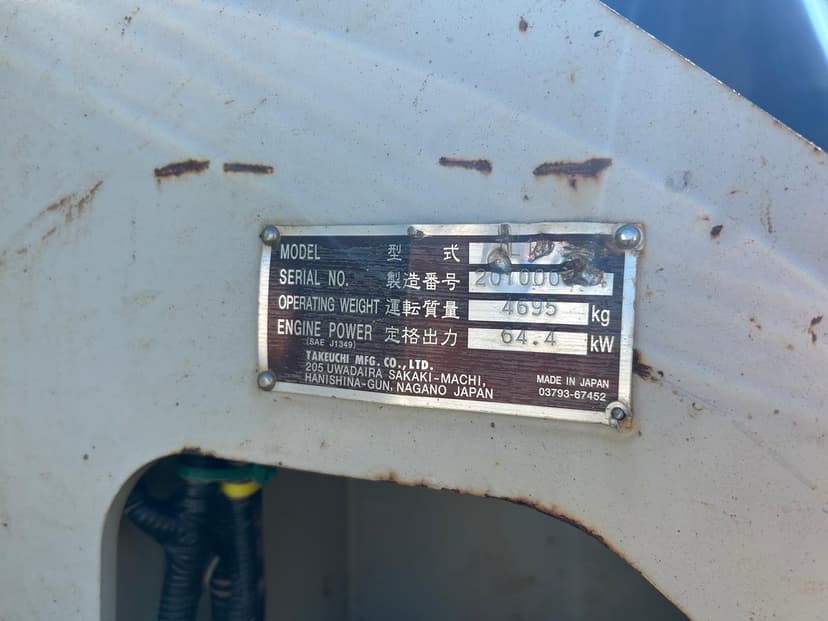 MODEL 型式
SERIAL NO. 製造番号
OPERATING WEIGHT 運転質量 4695 kg
ENGINE POWER 定格出力 64.4 kW
(SAE J1349)
TAKEUCHI MFG. CO., LTD.
205 UWADAIRA SAKAKI-MACHI,
HANISHINA-GUN, NAGANO JAPAN
MADE IN JAPAN
03793-67452